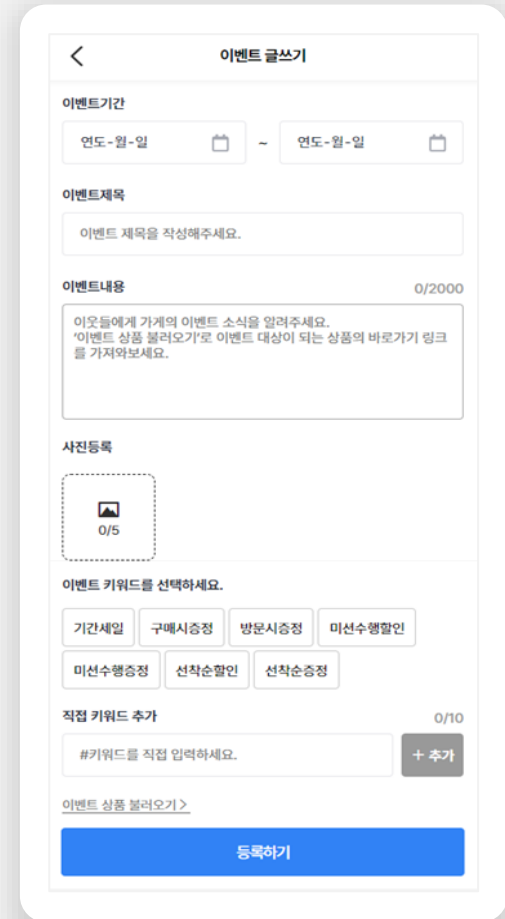 이벤트 글쓰기
이벤트기간
연도-월-일 ~ 연도-월-일
이벤트제목
이벤트 제목을 작성해주세요.
이벤트내용 0/2000
이웃들에게 가게의 이벤트 소식을 알려주세요.
'이벤트 상품 불러오기'로 이벤트 대상이 되는 상품의 바로가기 링크
를 가져와보세요.
사진등록
0/5
이벤트 키워드를 선택하세요.
기간세일 구매시증정 방문시증정 미션수행할인
미션수행증정 선착순할인 선착순증정
직접 키워드 추가 0/10
#키워드를 직접 입력하세요. + 추가
이벤트 상품 불러오기 >
등록하기